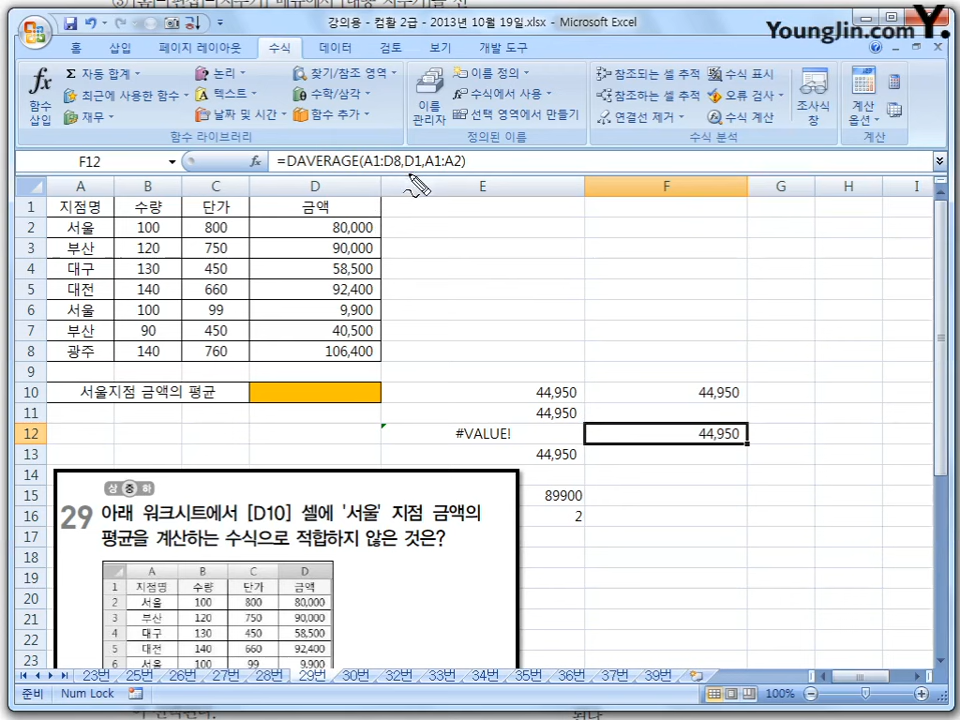 강의용 - 컴활 2급 - 2013년 10월 19일.xlsx - Microsoft Excel
YoungJin.com Y.
홈 삽입 페이지 레이아웃 수식 데이터 검토 보기 개발 도구
fx 함수 삽입
Σ 자동 합계
최근에 사용한 함수
재무
논리
텍스트
날짜 및 시간
찾기/참조 영역
수학/삼각
함수 추가
함수 라이브러리
이름 관리자
이름 정의
수식에서 사용
선택 영역에서 만들기
정의된 이름
참조되는 셀 추적
참조하는 셀 추적
연결선 제거
수식 표시
오류 검사
수식 계산
수식 분석
조사식 창
계산 옵션
계산
F12 fx =DAVERAGE(A1:D8,D1,A1:A2)
A B C D E F G H I
1 지점명 수량 단가 금액
2 서울 100 800 80,000
3 부산 120 750 90,000
4 대구 130 450 58,500
5 대전 140 660 92,400
6 서울 100 99 9,900
7 부산 90 450 40,500
8 광주 140 760 106,400
9
10 서울지점 금액의 평균 44,950 44,950
11 44,950
12 #VALUE! 44,950
13 44,950
14
15 89900
16 2
17
18
19
20
21
22
23
상 중 하
29 아래 워크시트에서 [D10] 셀에 '서울' 지점 금액의
평균을 계산하는 수식으로 적합하지 않은 것은?
A B C D
1 지점명 수량 단가 금액
2 서울 100 800 80,000
3 부산 120 750 90,000
4 대구 130 450 58,500
5 대전 140 660 92,400
6 서울 100 99 9,900
23번 25번 26번 27번 28번 29번 30번 32번 33번 34번 35번 36번 37번 39번
준비 Num Lock 100%